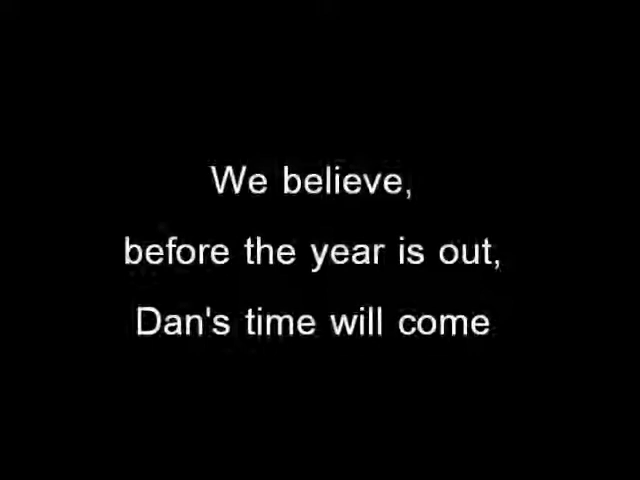 We believe,
before the year is out,
Dan's time will come